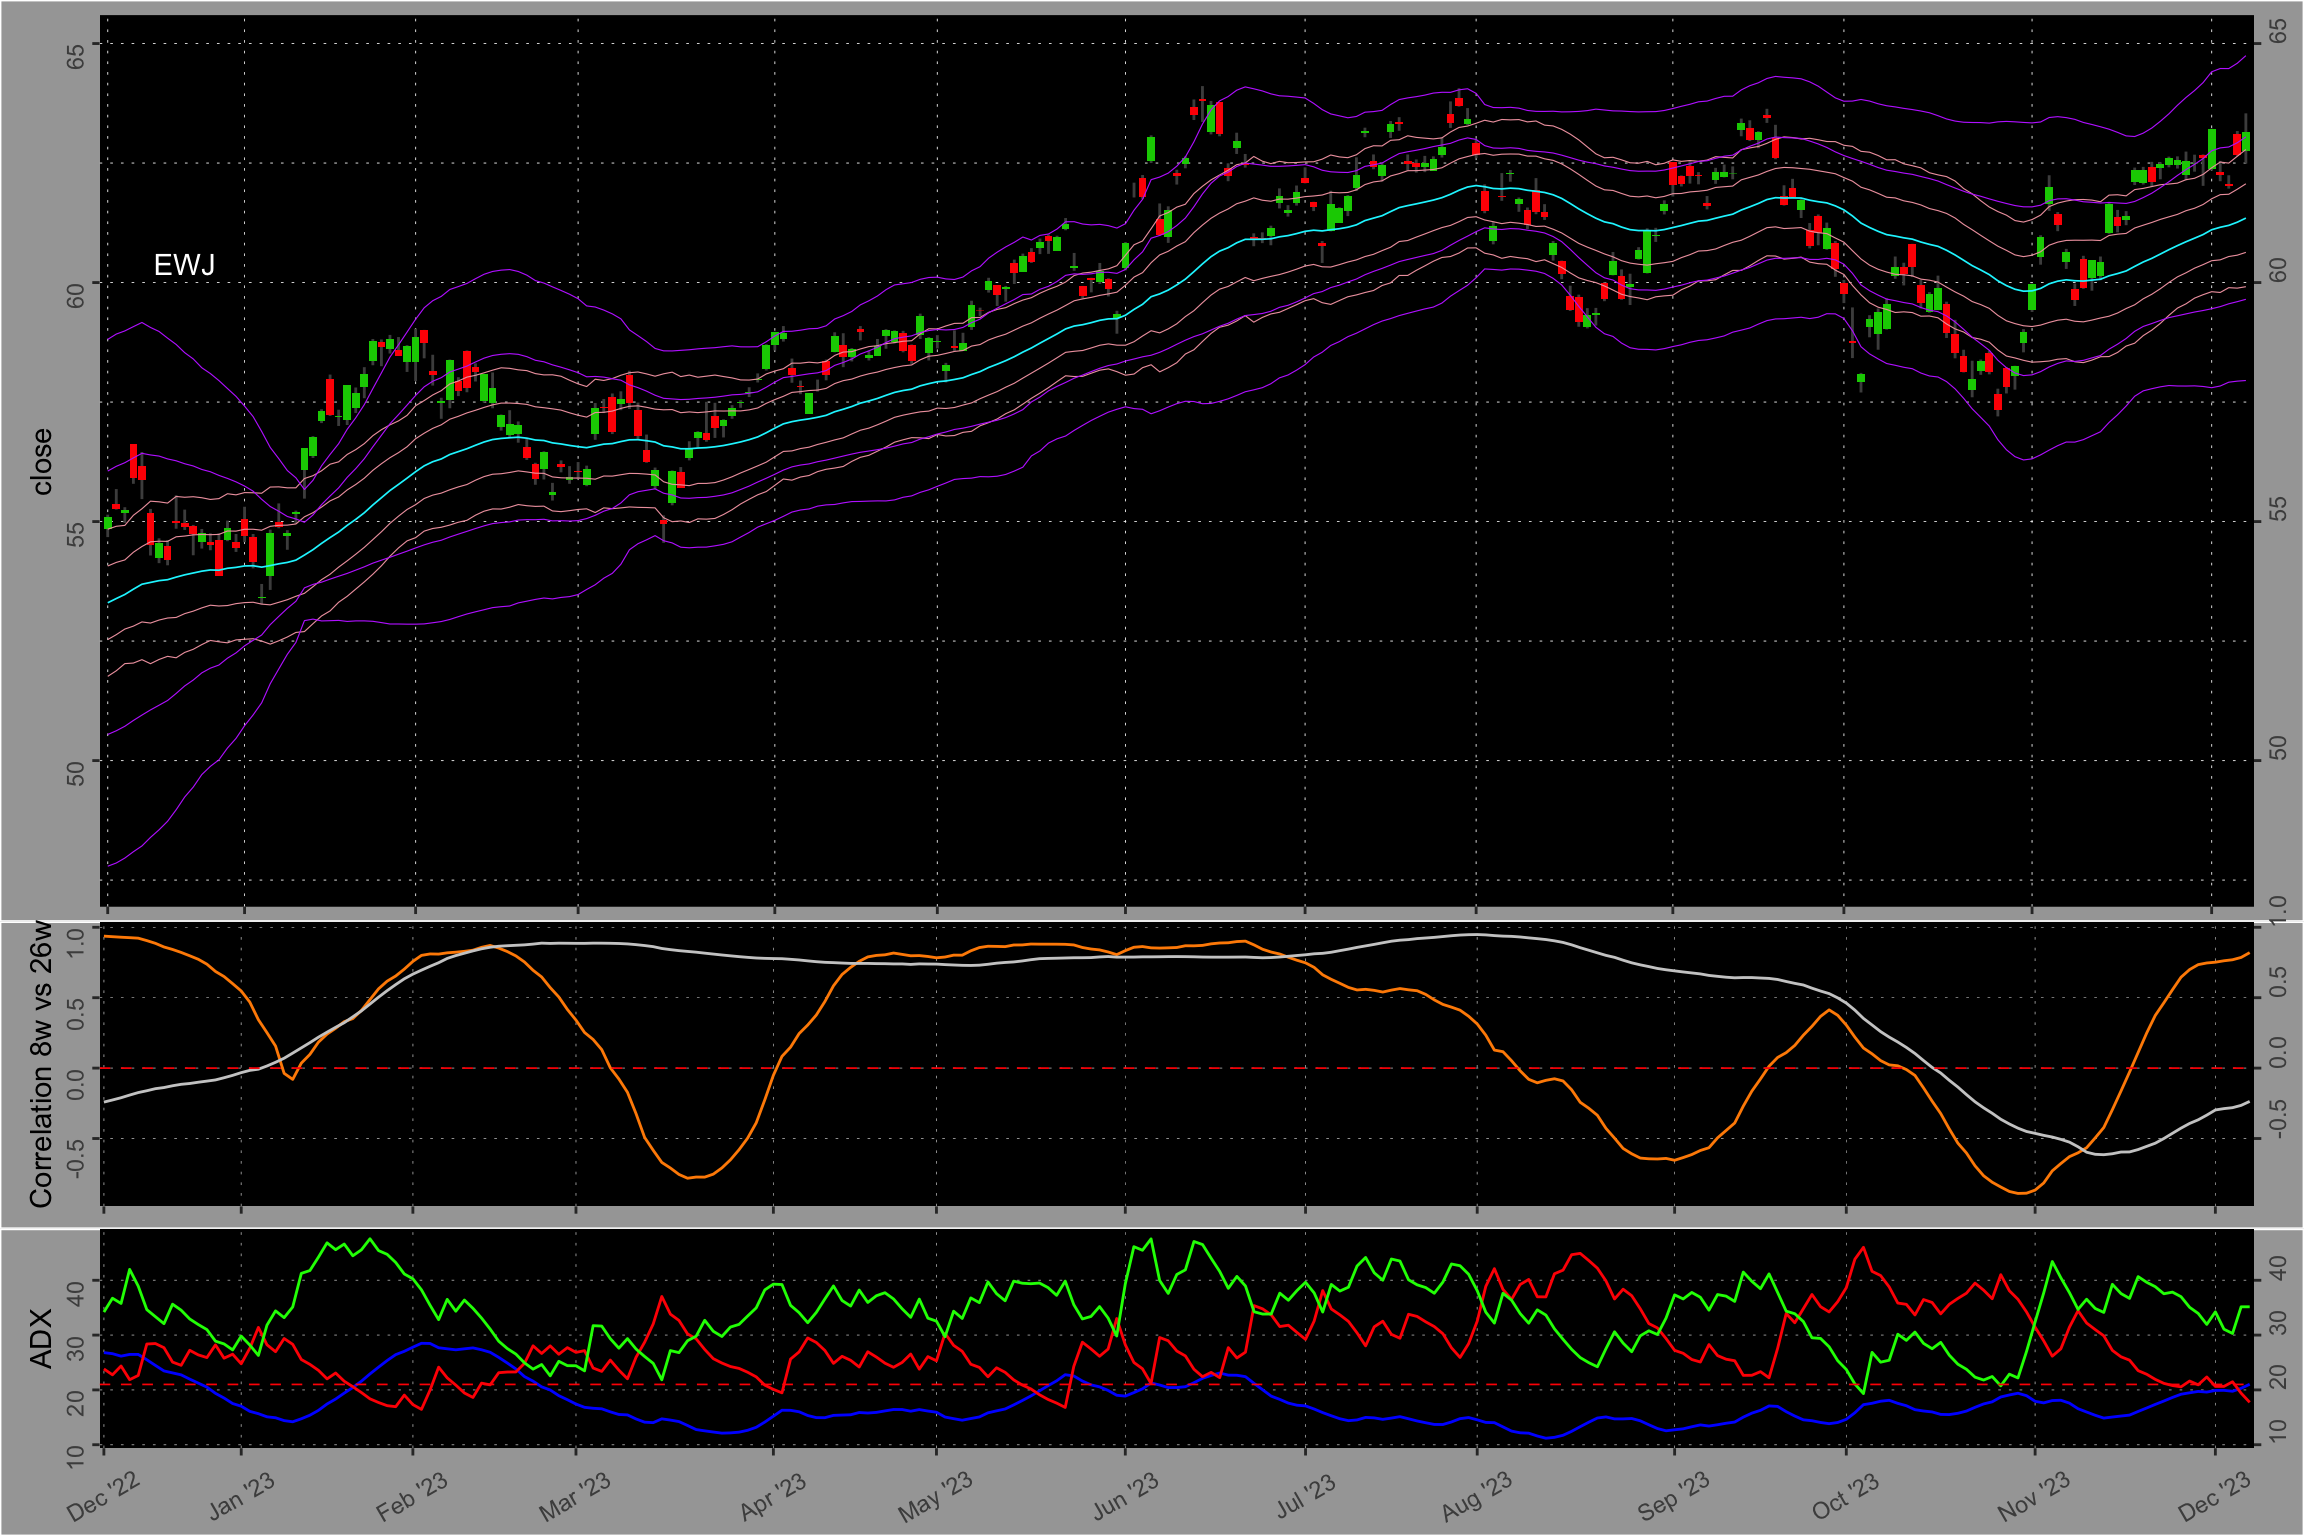 EWJ
close
65
60
55
50
65
60
55
50
Correlation 8w vs 26w
1.0
0.5
0.0
-0.5
1.0
0.5
0.0
-0.5
ADX
40
30
20
10
40
30
20
10
Dec '22
Jan '23
Feb '23
Mar '23
Apr '23
May '23
Jun '23
Jul '23
Aug '23
Sep '23
Oct '23
Nov '23
Dec '23